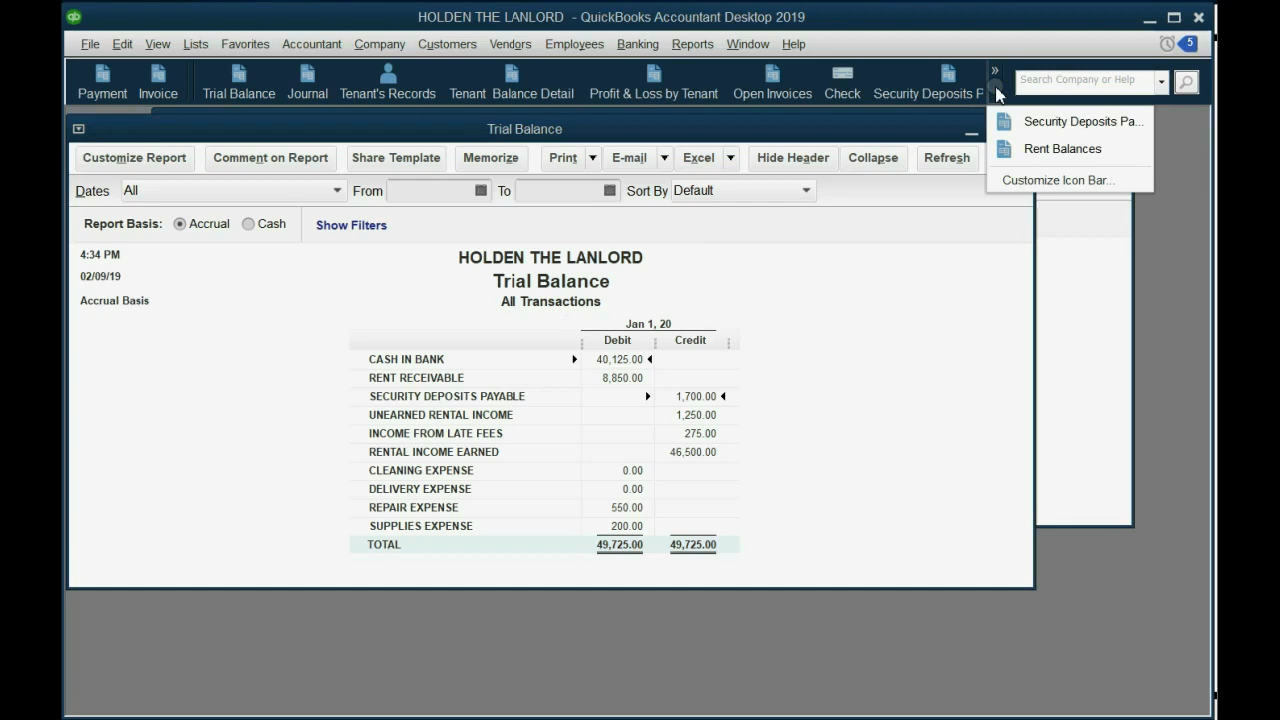 HOLDEN THE LANLORD - QuickBooks Accountant Desktop 2019
File Edit View Lists Favorites Accountant Company Customers Vendors Employees Banking Reports Window Help 5
Payment Invoice Trial Balance Journal Tenant's Records Tenant Balance Detail Profit & Loss by Tenant Open Invoices Check Security Deposits P » Search Company or Help
Security Deposits Pa...
Rent Balances
Customize Icon Bar...
Trial Balance
Customize Report Comment on Report Share Template Memorize Print E-mail Excel Hide Header Collapse Refresh
Dates All From To Sort By Default
Report Basis: Accrual Cash Show Filters
4:34 PM
02/09/19
Accrual Basis
HOLDEN THE LANLORD
Trial Balance
All Transactions
Jan 1, 20
Debit Credit
CASH IN BANK 40,125.00
RENT RECEIVABLE 8,850.00
SECURITY DEPOSITS PAYABLE 1,700.00
UNEARNED RENTAL INCOME 1,250.00
INCOME FROM LATE FEES 275.00
RENTAL INCOME EARNED 46,500.00
CLEANING EXPENSE 0.00
DELIVERY EXPENSE 0.00
REPAIR EXPENSE 550.00
SUPPLIES EXPENSE 200.00
TOTAL 49,725.00 49,725.00